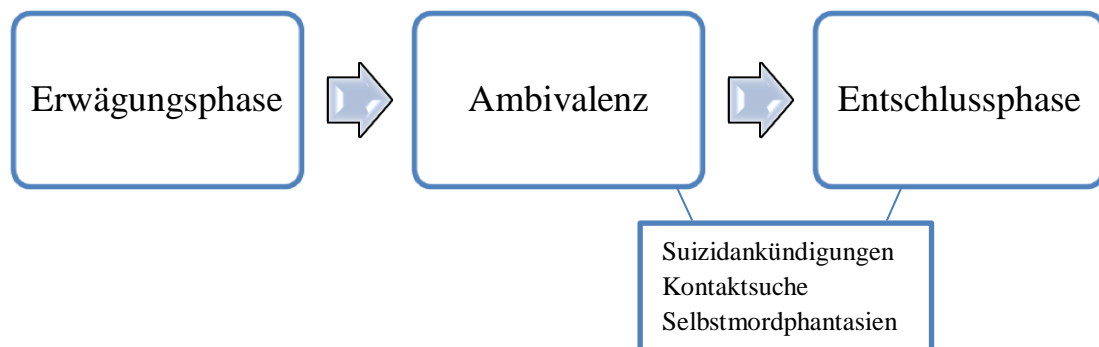 Erwägungsphase
Ambivalenz
Entschlussphase
Suizidankündigungen
Kontaktsuche
Selbstmordphantasien